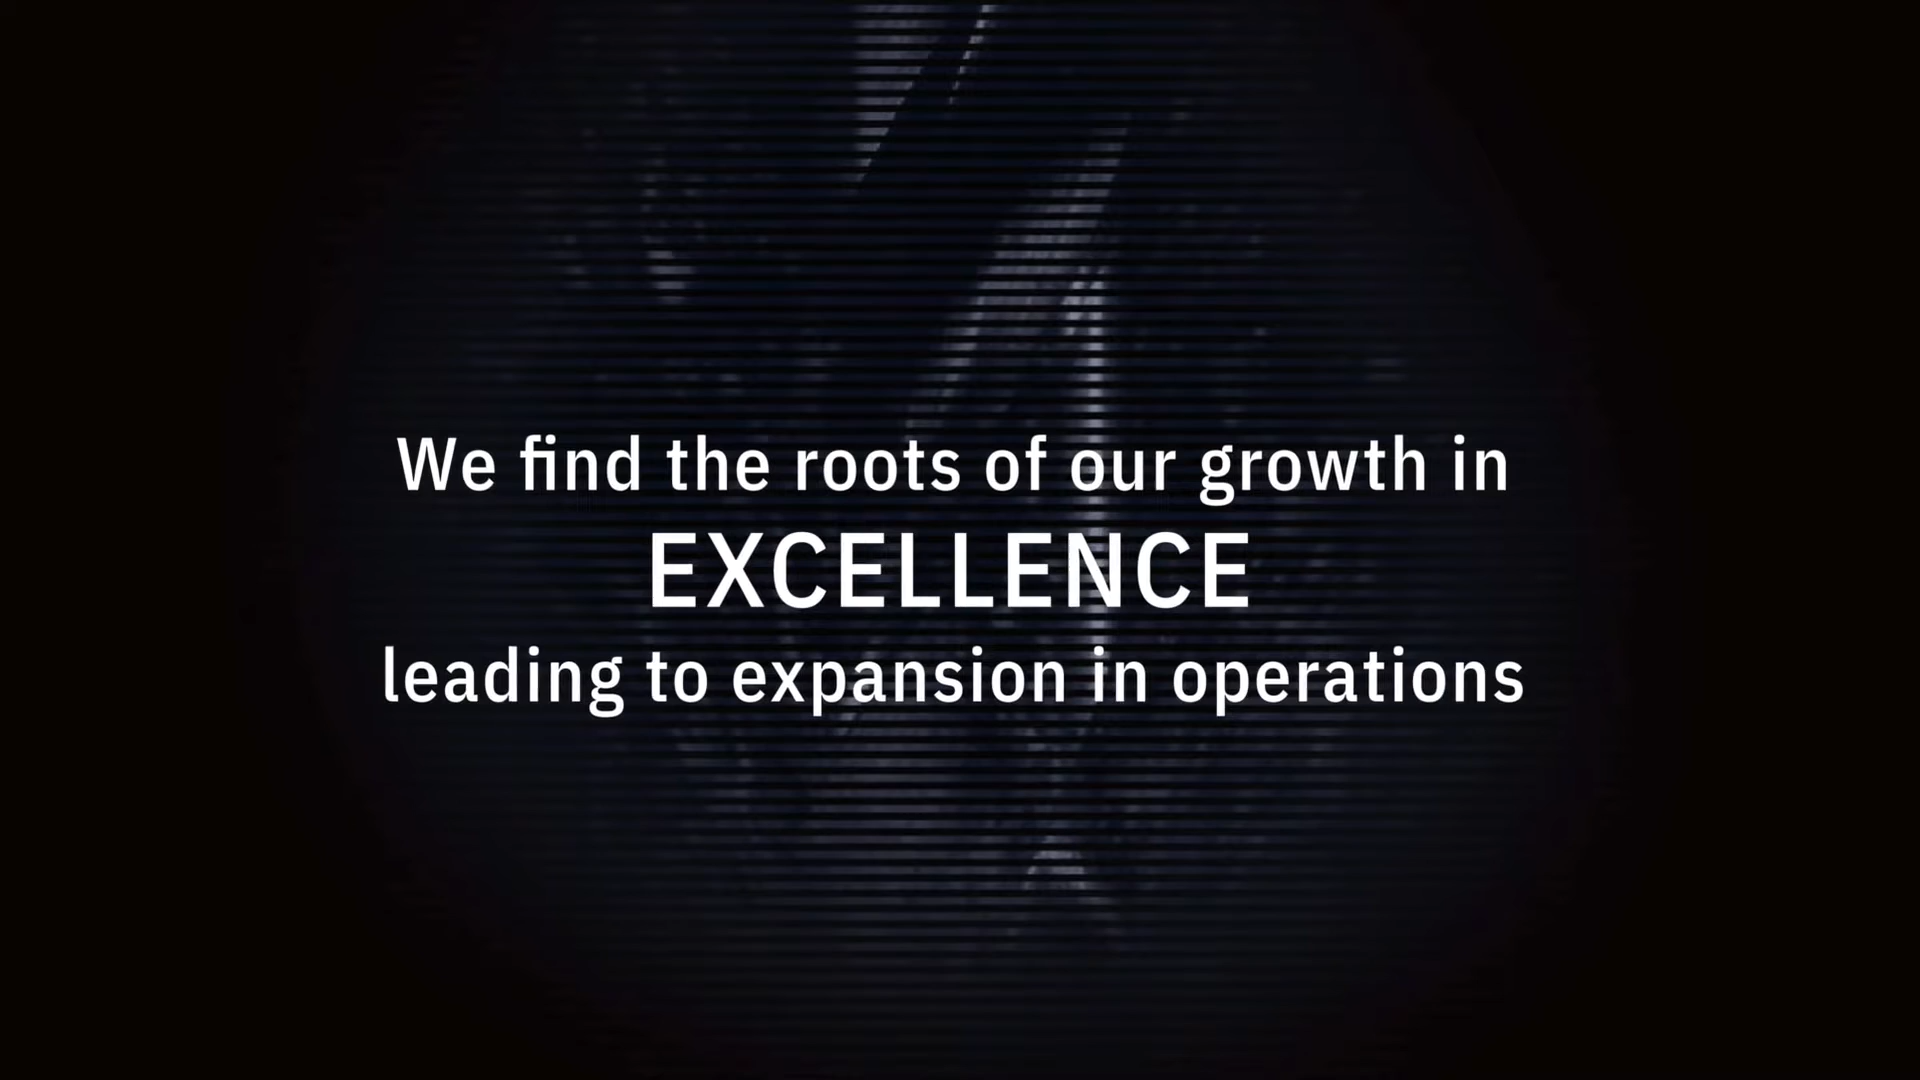 We find the roots of our growth in
EXCELLENCE
leading to expansion in operations